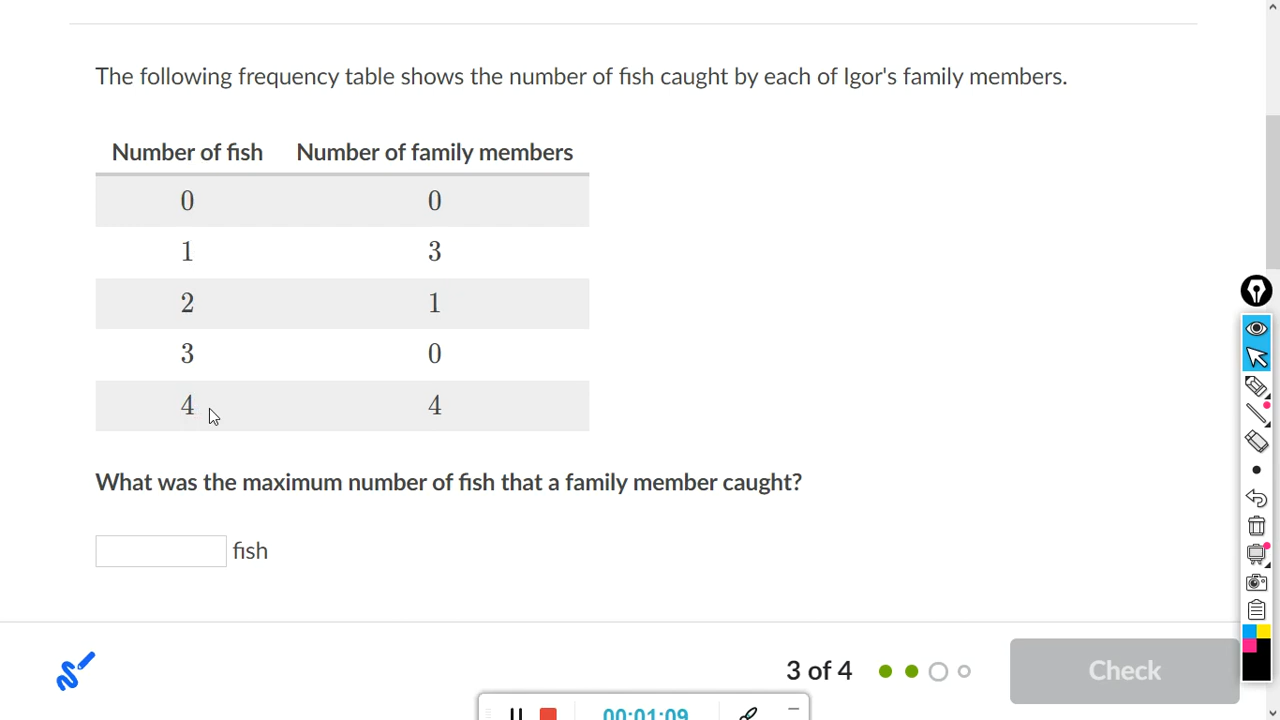 The following frequency table shows the number of fish caught by each of Igor's family members.
Number of fish Number of family members
0 0
1 3
2 1
3 0
4 4
What was the maximum number of fish that a family member caught?
fish
3 of 4
Check
00:01:09